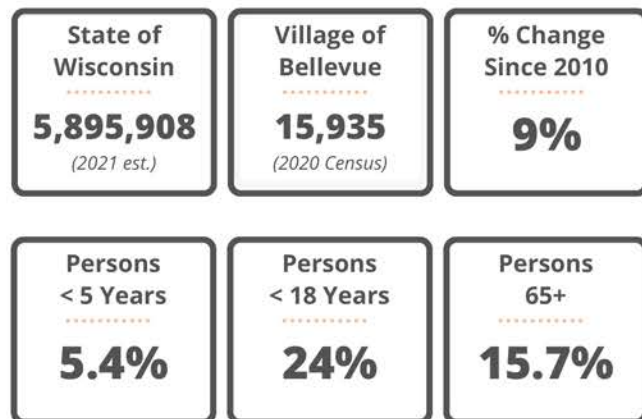 State of
Wisconsin
5,895,908
(2021 est.)
Village of
Bellevue
15,935
(2020 Census)
% Change
Since 2010
9%
Persons
< 5 Years
5.4%
Persons
< 18 Years
24%
Persons
65+
15.7%